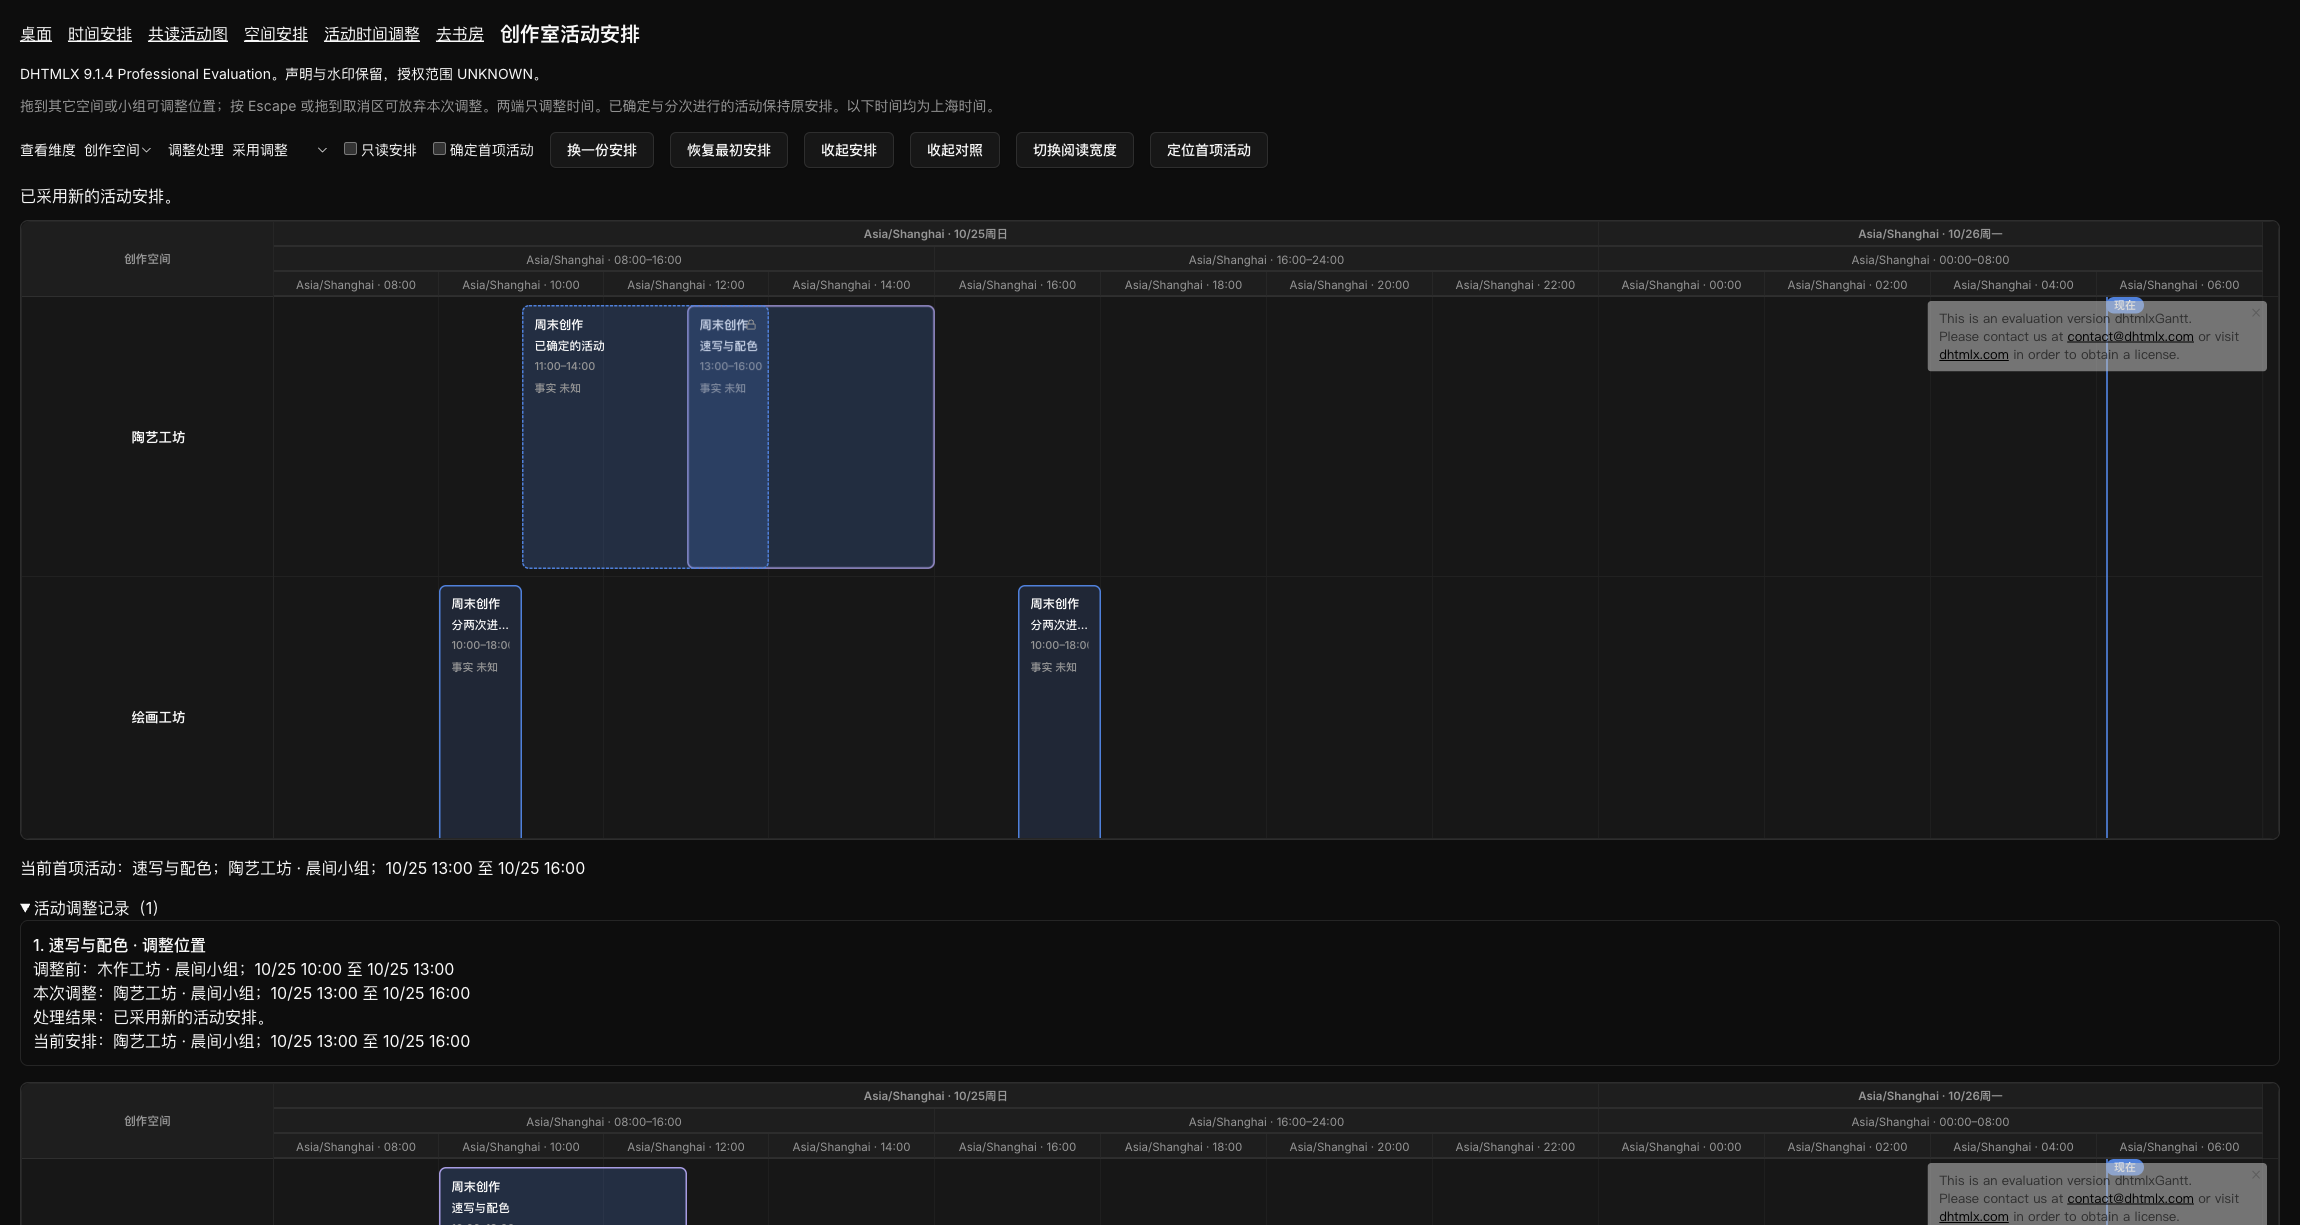 桌面 时间安排 共读活动图 空间安排 活动时间调整 去书房 创作室活动安排
DHTMLX 9.1.4 Professional Evaluation。声明与水印保留，授权范围 UNKNOWN。
拖到其它空间或小组可调整位置；按 Escape 或拖到取消区可放弃本次调整。两端只调整时间。已确定与分次进行的活动保持原安排。以下时间均为上海时间。
查看维度 创作空间 调整处理 采用调整 只读安排 确定首项活动 换一份安排 恢复最初安排 收起安排 收起对照 切换阅读宽度 定位首项活动
已采用新的活动安排。
创作空间
Asia/Shanghai · 10/25周日 Asia/Shanghai · 10/26周一
Asia/Shanghai · 08:00–16:00 Asia/Shanghai · 16:00–24:00 Asia/Shanghai · 00:00–08:00
Asia/Shanghai · 08:00 Asia/Shanghai · 10:00 Asia/Shanghai · 12:00 Asia/Shanghai · 14:00 Asia/Shanghai · 16:00 Asia/Shanghai · 18:00 Asia/Shanghai · 20:00 Asia/Shanghai · 22:00 Asia/Shanghai · 00:00 Asia/Shanghai · 02:00 Asia/Shanghai · 04:00 Asia/Shanghai · 06:00
现在
This is an evaluation version dhtmlxGantt.
Please contact us at contact@dhtmlx.com or visit
dhtmlx.com in order to obtain a license.
陶艺工坊
周末创作
已确定的活动
11:00–14:00
事实 未知
周末创作
速写与配色
13:00–16:00
事实 未知
绘画工坊
周末创作
分两次进...
10:00–18:00
事实 未知
周末创作
分两次进...
10:00–18:00
事实 未知
当前首项活动：速写与配色；陶艺工坊 · 晨间小组；10/25 13:00 至 10/25 16:00
活动调整记录（1）
1. 速写与配色 · 调整位置
调整前：木作工坊 · 晨间小组；10/25 10:00 至 10/25 13:00
本次调整：陶艺工坊 · 晨间小组；10/25 13:00 至 10/25 16:00
处理结果：已采用新的活动安排。
当前安排：陶艺工坊 · 晨间小组；10/25 13:00 至 10/25 16:00
创作空间
Asia/Shanghai · 10/25周日 Asia/Shanghai · 10/26周一
Asia/Shanghai · 08:00–16:00 Asia/Shanghai · 16:00–24:00 Asia/Shanghai · 00:00–08:00
Asia/Shanghai · 08:00 Asia/Shanghai · 10:00 Asia/Shanghai · 12:00 Asia/Shanghai · 14:00 Asia/Shanghai · 16:00 Asia/Shanghai · 18:00 Asia/Shanghai · 20:00 Asia/Shanghai · 22:00 Asia/Shanghai · 00:00 Asia/Shanghai · 02:00 Asia/Shanghai · 04:00 Asia/Shanghai · 06:00
现在
This is an evaluation version dhtmlxGantt.
Please contact us at contact@dhtmlx.com or visit
dhtmlx.com in order to obtain a license.
周末创作
速写与配色